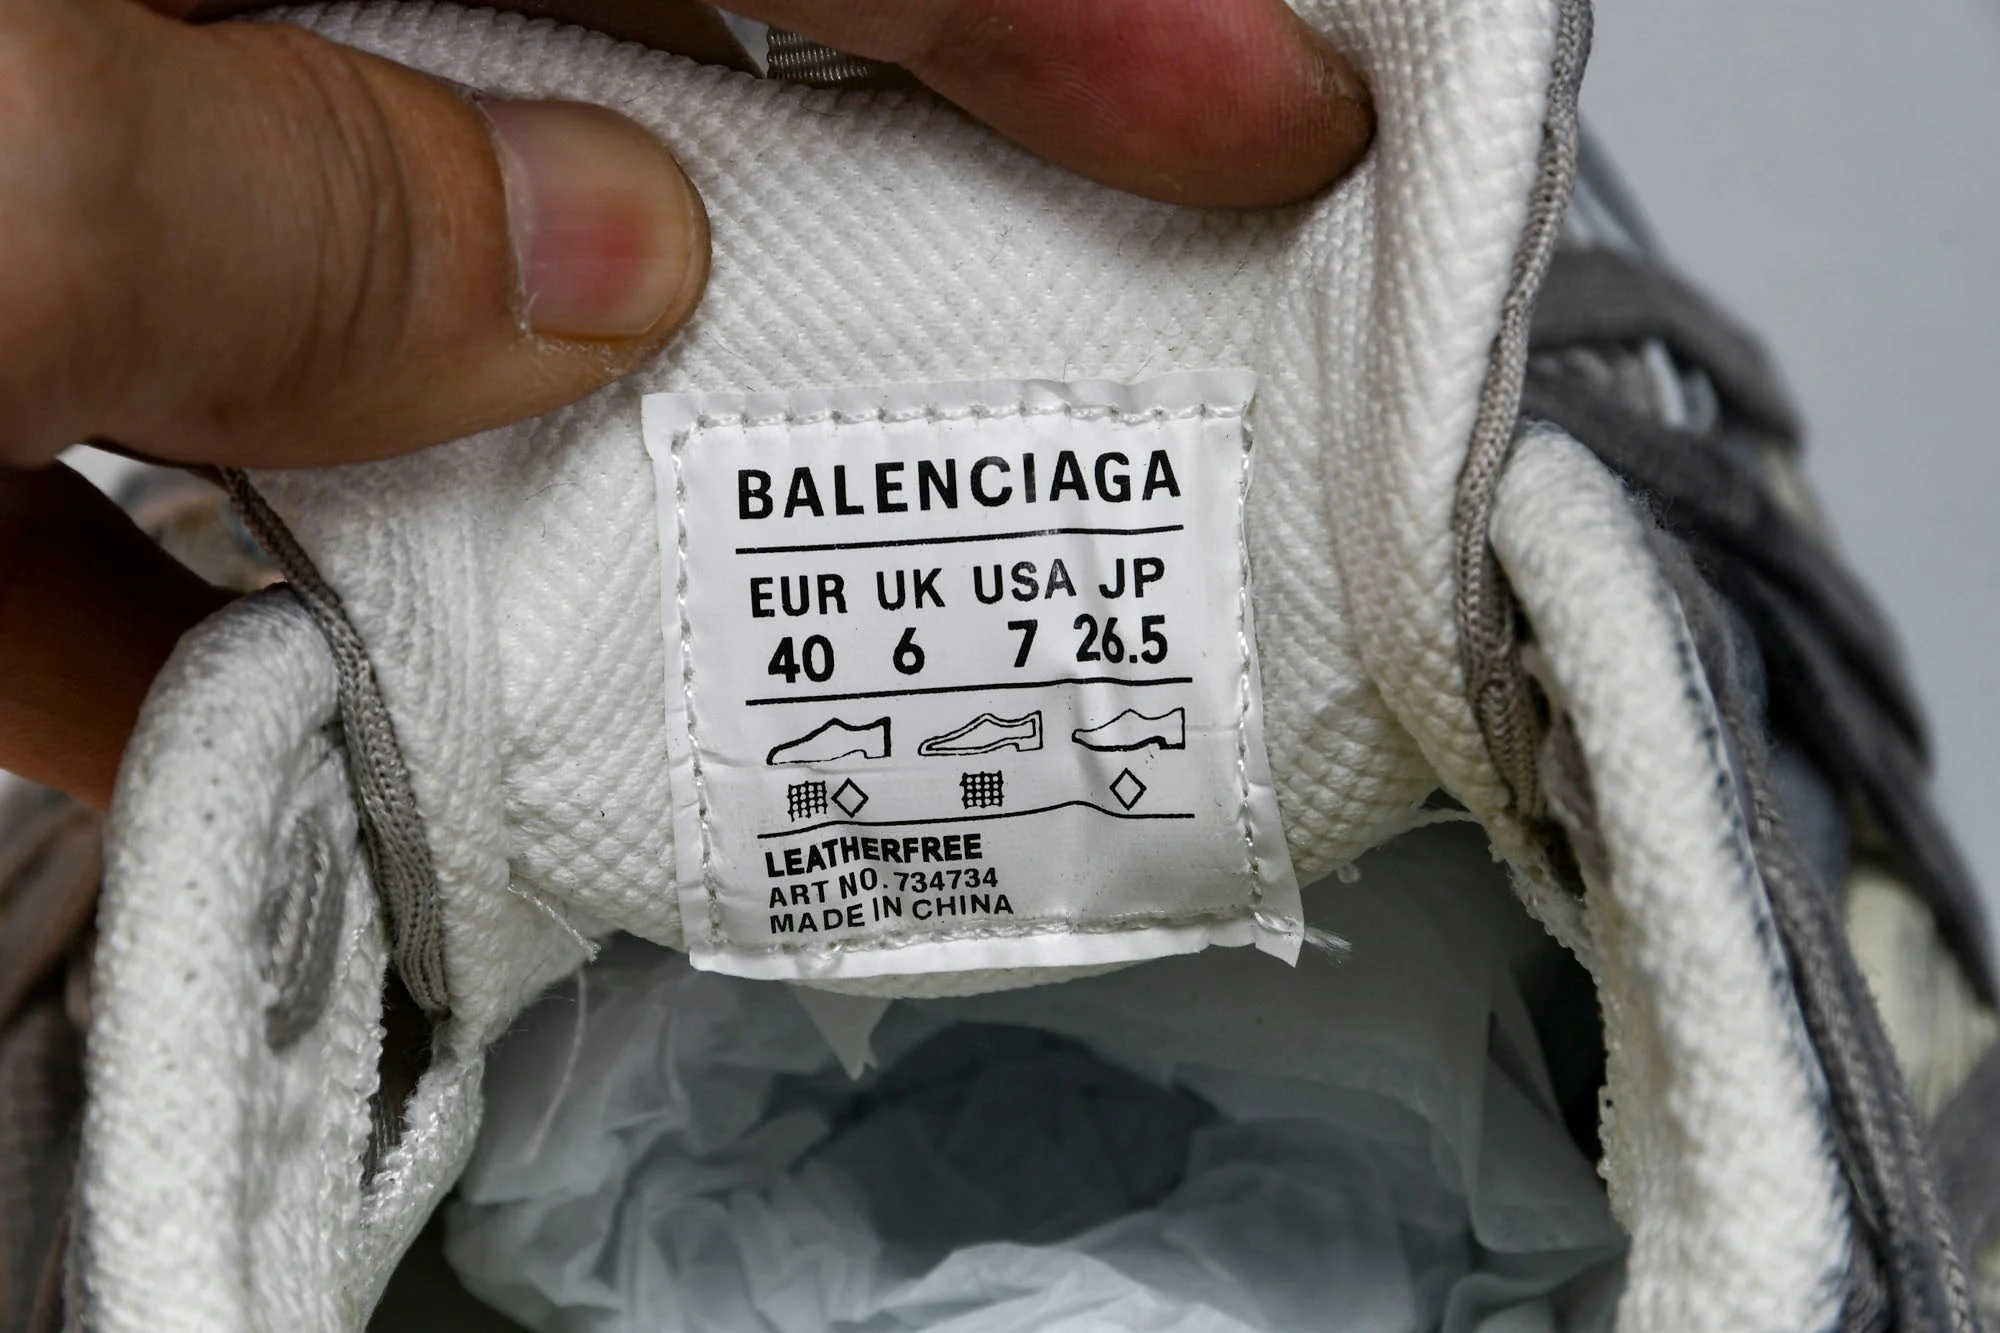 BALENCIAGA
EUR UK USA JP
40 6 7 26.5
LEATHERFREE
ART NO. 734734
MADE IN CHINA